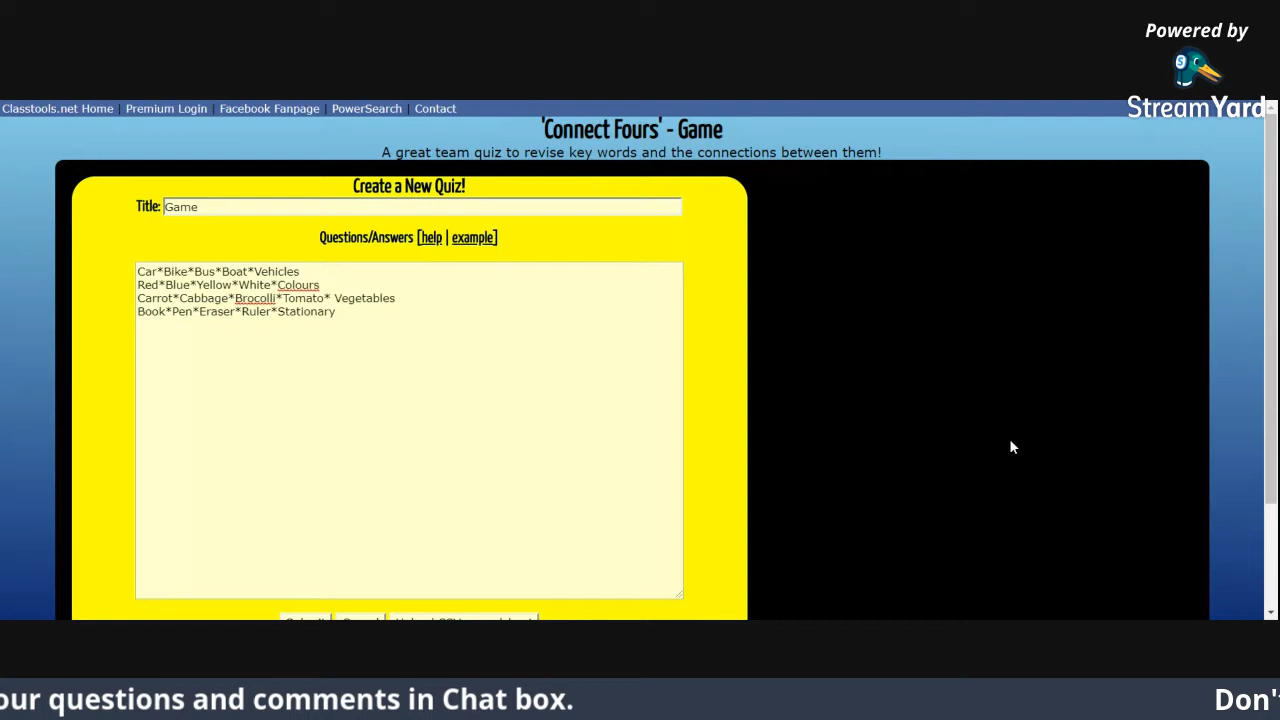 Powered by
StreamYard
Classtools.net Home | Premium Login | Facebook Fanpage | PowerSearch | Contact
'Connect Fours' - Game
A great team quiz to revise key words and the connections between them!
Create a New Quiz!
Title: Game
Questions/Answers [help | example]
Car*Bike*Bus*Boat*Vehicles
Red*Blue*Yellow*White*Colours
Carrot*Cabbage*Brocolli*Tomato* Vegetables
Book*Pen*Eraser*Ruler*Stationary
our questions and comments in Chat box.
Don'